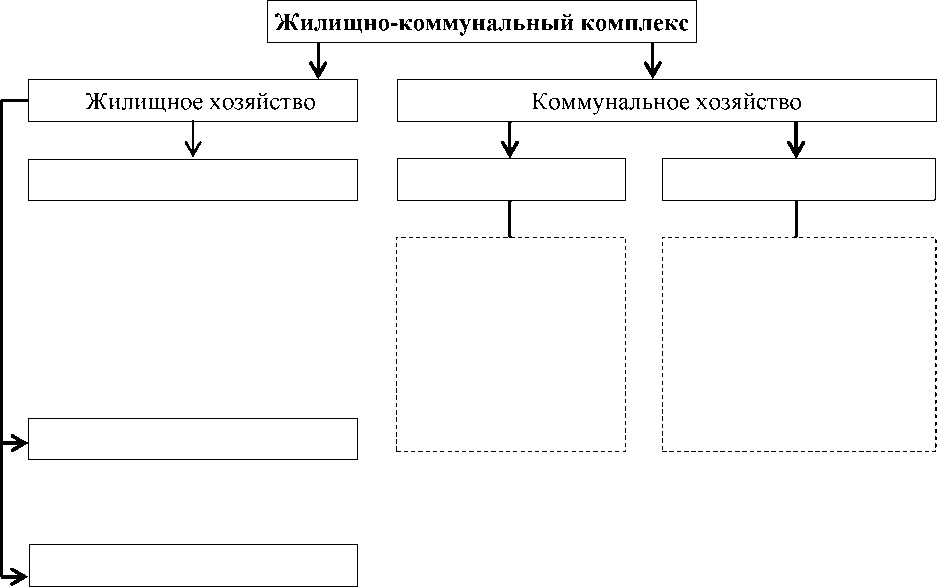 Жилищно-коммунальный комплекс
Жилищное хозяйство
Коммунальное хозяйство